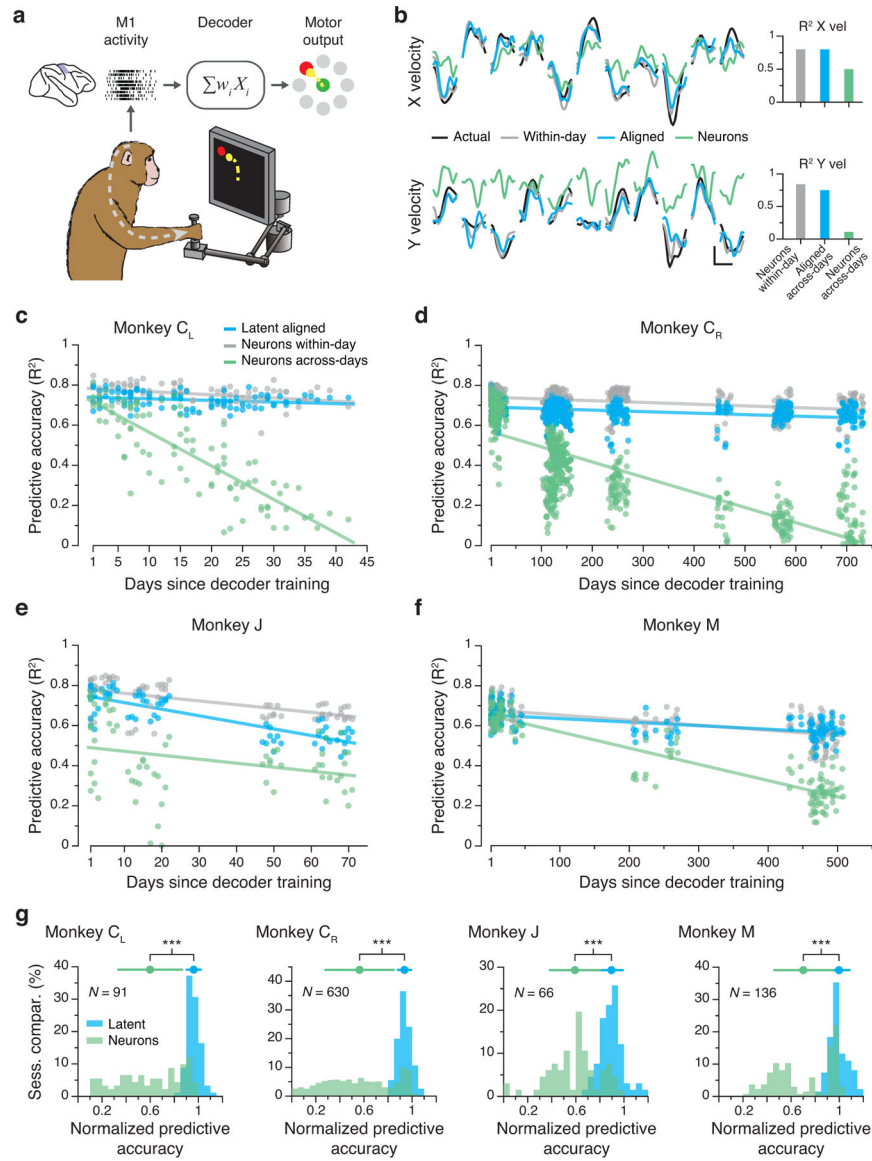 a
M1
activity
Decoder
Motor
output
∑wᵢXᵢ
b
X velocity
R² X vel
1
0.5
0
Actual
Within-day
Aligned
Neurons
Y velocity
R² Y vel
1
0.5
0
Neurons
within-day
Aligned
across-days
Neurons
across-days
c
Monkey C_L
Latent aligned
Neurons within-day
Neurons across-days
Predictive accuracy (R²)
1
0.8
0.6
0.4
0.2
0
1 5 10 15 20 25 30 35 40 45
Days since decoder training
d
Monkey C_R
Predictive accuracy (R²)
1
0.8
0.6
0.4
0.2
0
1 100 200 300 400 500 600 700
Days since decoder training
e
Monkey J
Predictive accuracy (R²)
1
0.8
0.6
0.4
0.2
0
1 10 20 30 40 50 60 70
Days since decoder training
f
Monkey M
Predictive accuracy (R²)
1
0.8
0.6
0.4
0.2
0
1 100 200 300 400 500
Days since decoder training
g
Monkey C_L
***
Sess. compar. (%)
40
30
20
10
0
N = 91
Latent
Neurons
0.2 0.6 1
Normalized predictive
accuracy
Monkey C_R
***
40
30
20
10
0
N = 630
0.2 0.6 1
Normalized predictive
accuracy
Monkey J
***
30
20
10
0
N = 66
0.2 0.6 1
Normalized predictive
accuracy
Monkey M
***
40
30
20
10
0
N = 136
0.2 0.6 1
Normalized predictive
accuracy